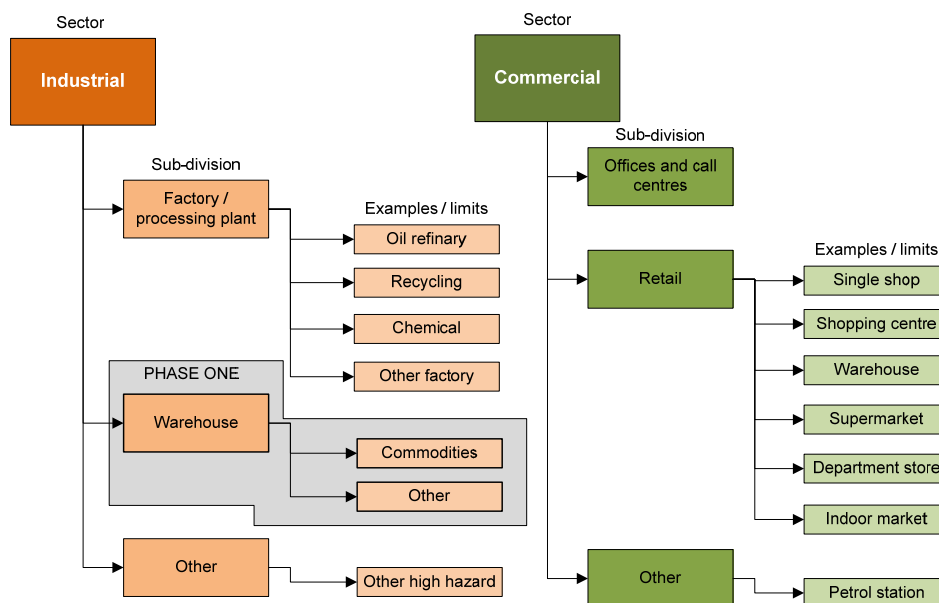 Sector
Industrial
Sub-division
Factory /
processing plant
Examples / limits
Oil refinary
Recycling
Chemical
Other factory
PHASE ONE
Warehouse
Commodities
Other
Other
Other high hazard
Sector
Commercial
Sub-division
Offices and call
centres
Retail
Examples / limits
Single shop
Shopping centre
Warehouse
Supermarket
Department store
Indoor market
Other
Petrol station